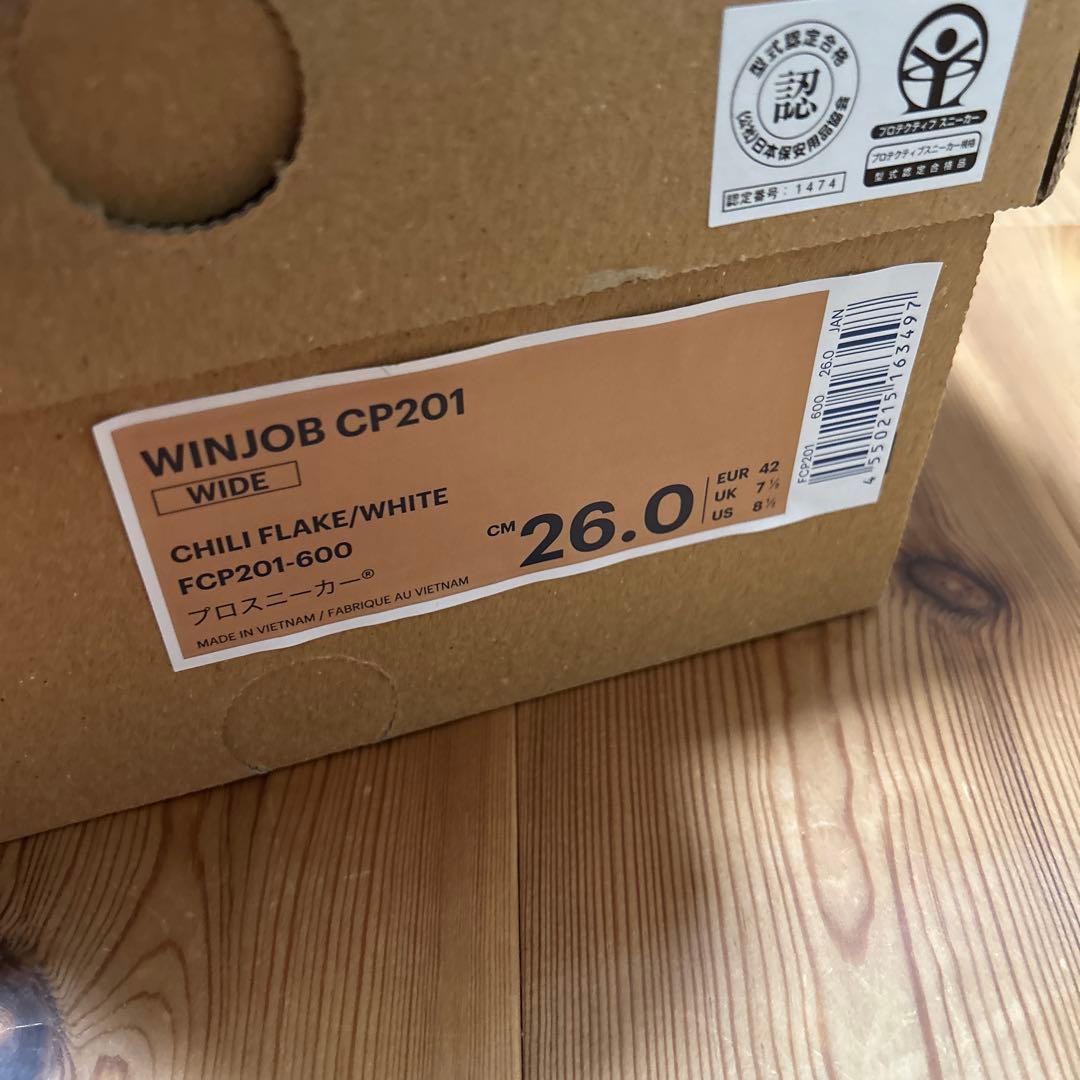 型式認定合格
認
(公社)日本保安用品協会
認定番号：1474
プロテクティブ スニーカー
プロテクティブスニーカー規格
型式認定合格品
WINJOB CP201
WIDE
CHILI FLAKE/WHITE
FCP201-600
プロスニーカー®
MADE IN VIETNAM / FABRIQUE AU VIETNAM
CM 26.0
EUR 42
UK 7½
US 8½
FCP201 600 26.0 JAN
4550215163497